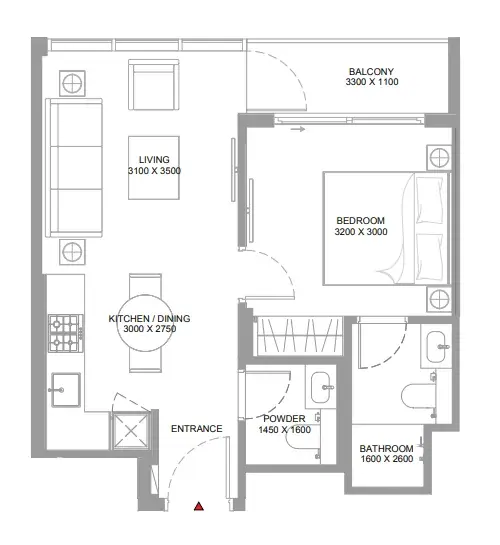 BALCONY
3300 X 1100
LIVING
3100 X 3500
BEDROOM
3200 X 3000
KITCHEN / DINING
3000 X 2750
POWDER
1450 X 1600
ENTRANCE
BATHROOM
1600 X 2600